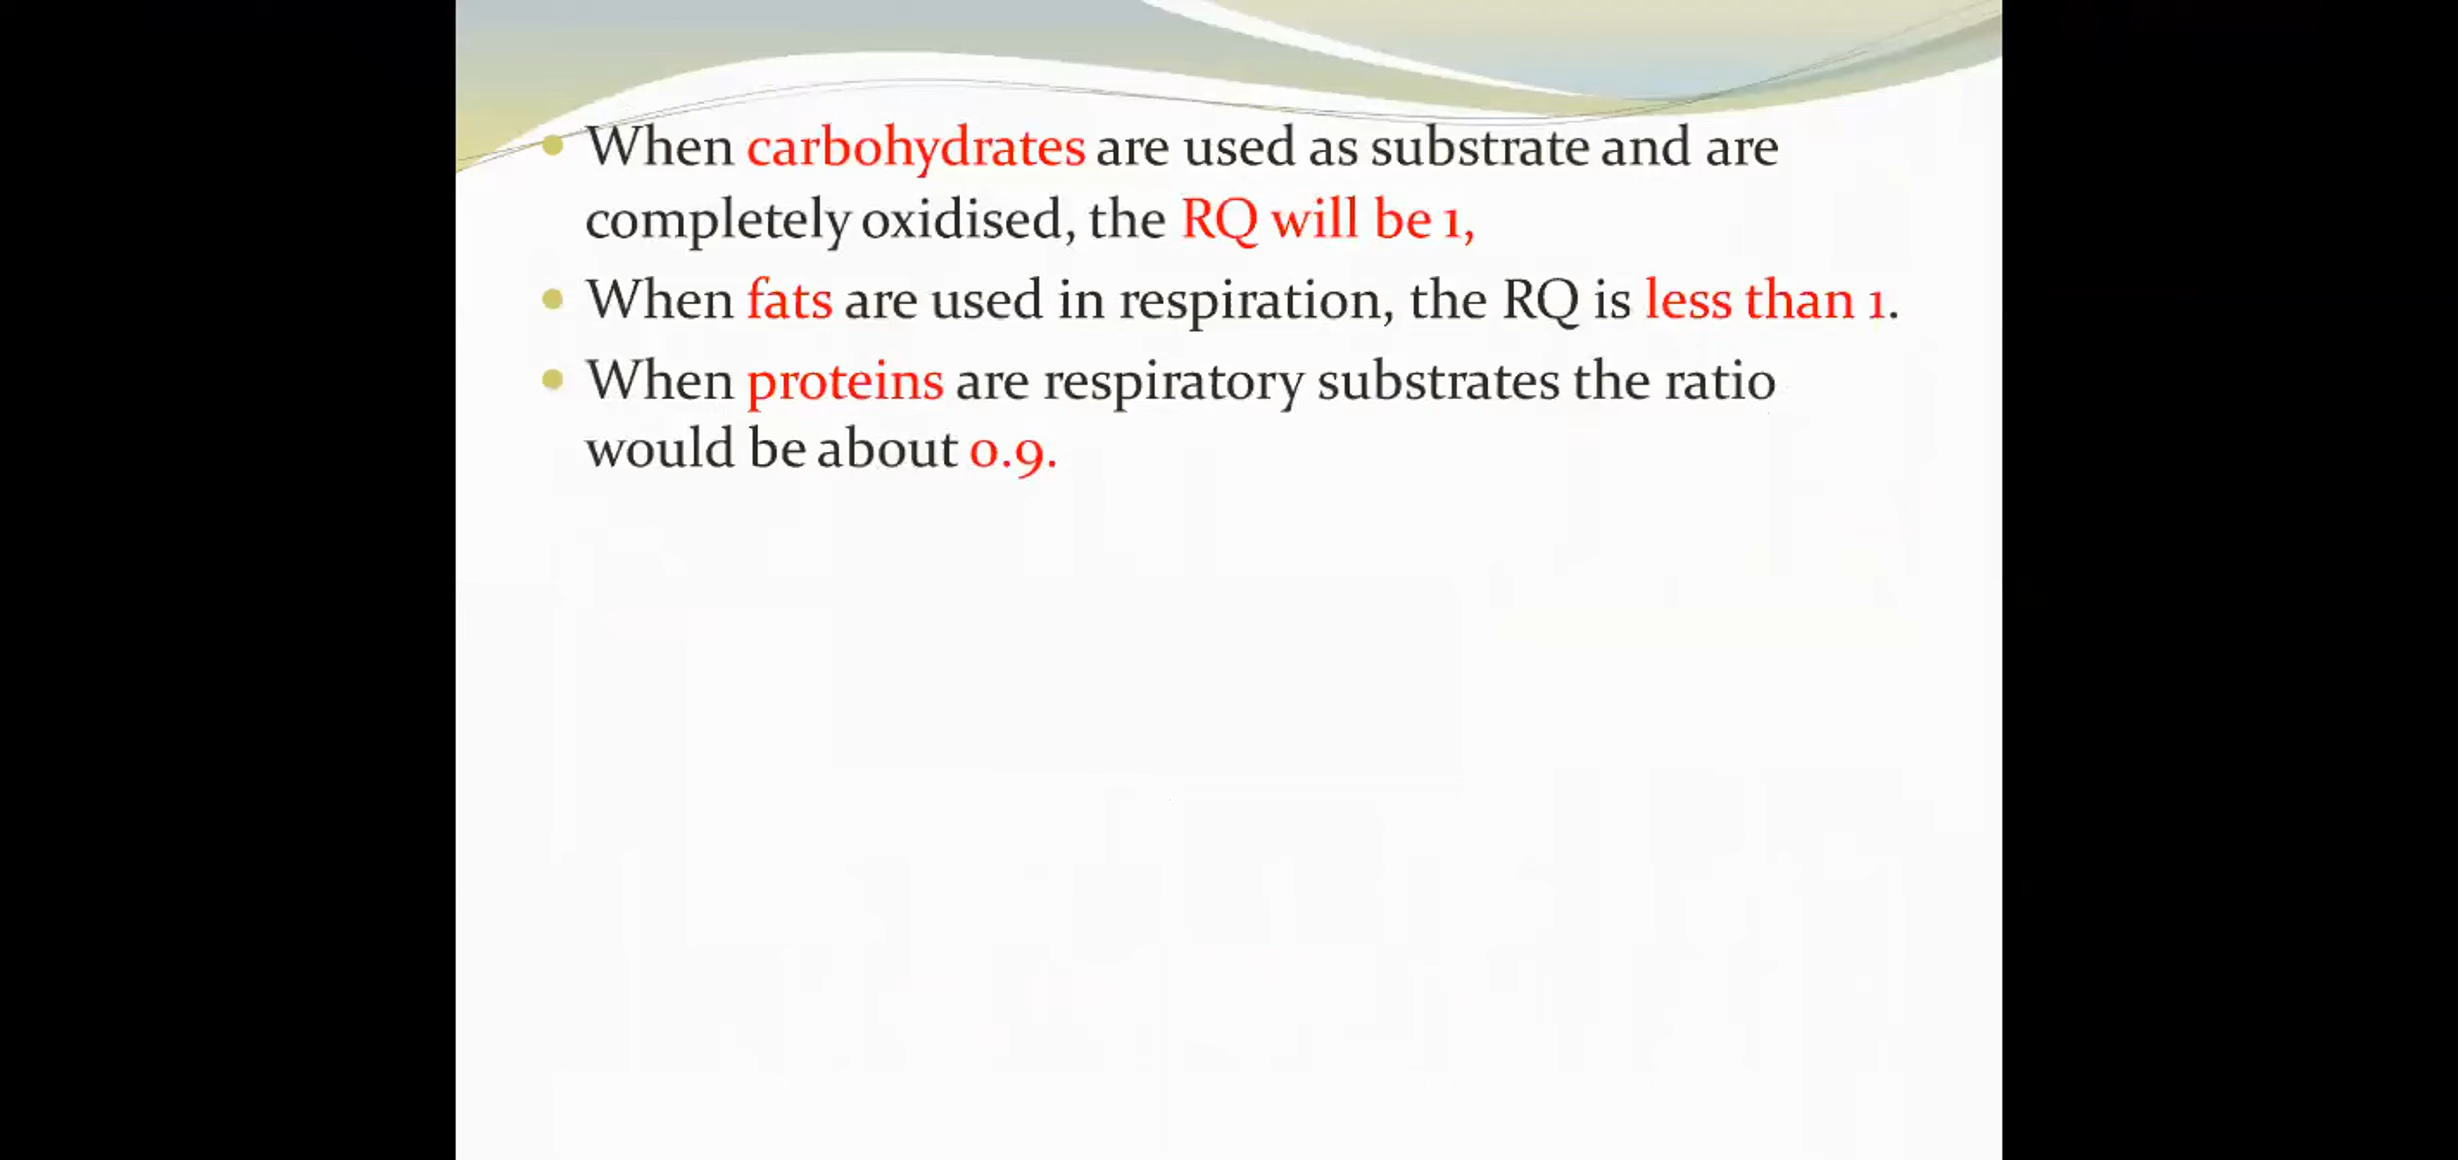 When carbohydrates are used as substrate and are
completely oxidised, the RQ will be 1,
When fats are used in respiration, the RQ is less than 1.
When proteins are respiratory substrates the ratio
would be about 0.9.